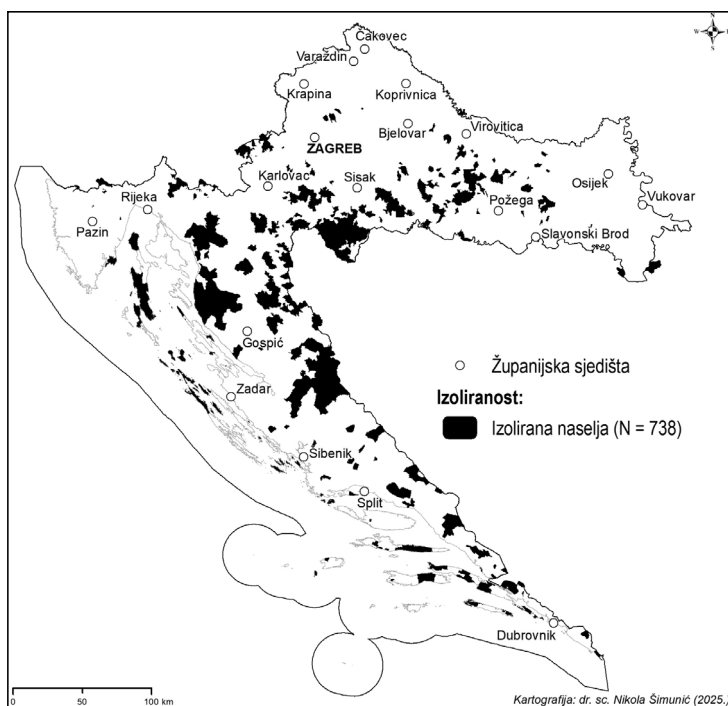 N
W
E
S
Čakovec
Varaždin
Krapina
Koprivnica
Bjelovar
Virovitica
ZAGREB
Karlovac
Sisak
Osijek
Požega
Vukovar
Rijeka
Pazin
Slavonski Brod
Gospić
Županijska sjedišta
Zadar
Izoliranost:
Izolirana naselja (N = 738)
Šibenik
Split
Dubrovnik
0 50 100 km
Kartografija: dr. sc. Nikola Šimunić (2025.)